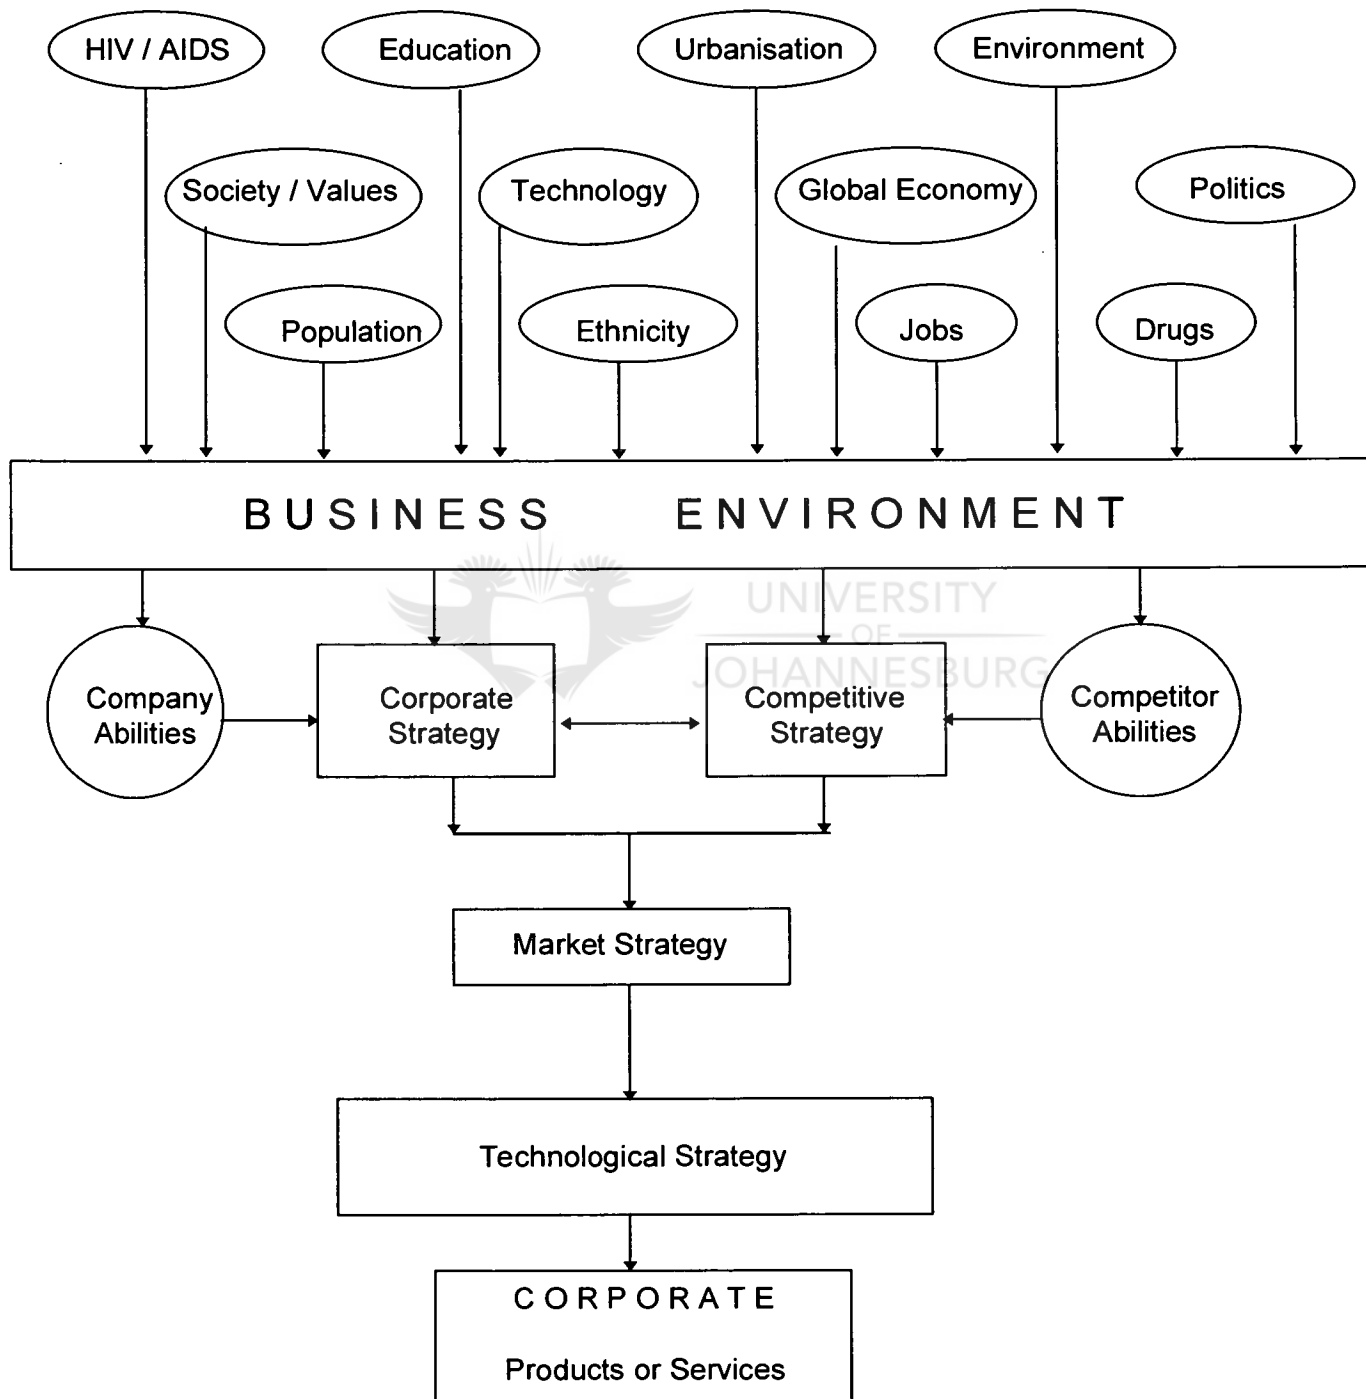 HIV / AIDS
Education
Urbanisation
Environment
Society / Values
Technology
Global Economy
Politics
Population
Ethnicity
Jobs
Drugs
BUSINESS ENVIRONMENT
UNIVERSITY
OF
JOHANNESBURG
Company
Abilities
Corporate
Strategy
Competitive
Strategy
Competitor
Abilities
Market Strategy
Technological Strategy
CORPORATE
Products or Services